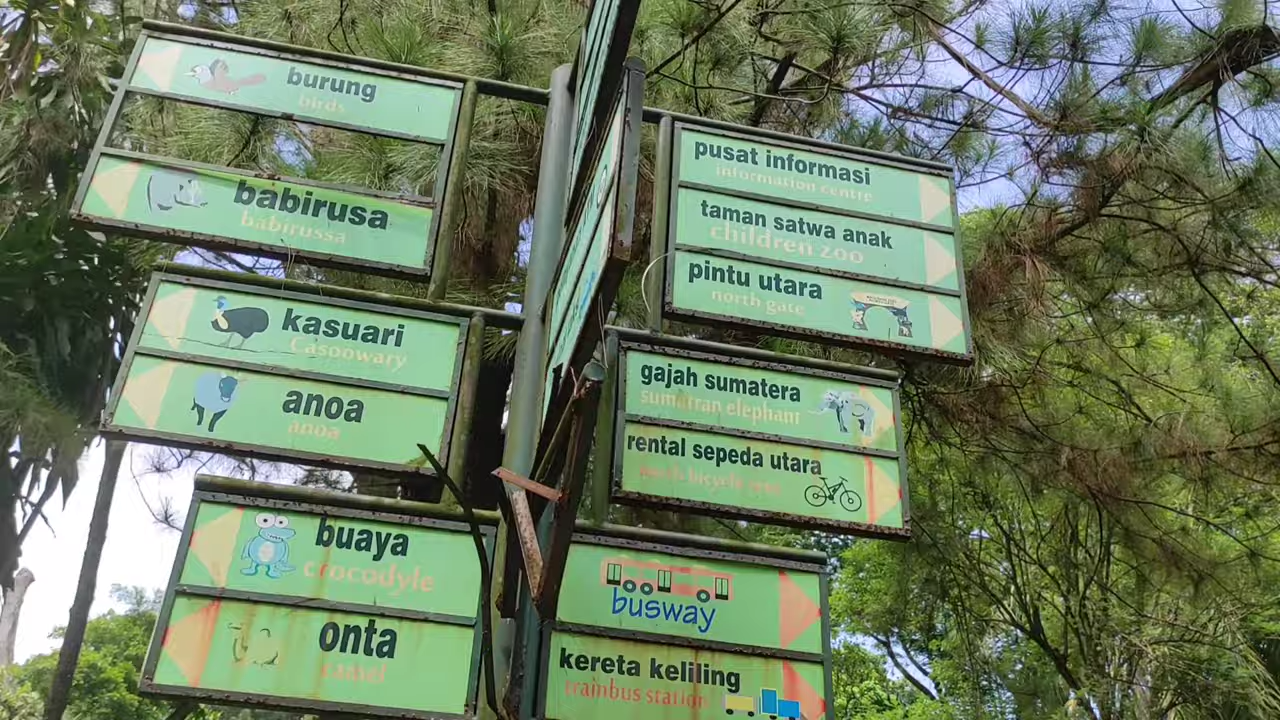 burung
birds
babirusa
babirussa
kasuari
Casoowary
anoa
anoa
buaya
crocodyle
onta
camel
pusat informasi
information centre
taman satwa anak
children zoo
pintu utara
north gate
gajah sumatera
sumatran elephant
rental sepeda utara
north bicycle
busway
kereta keliling
trainbus station